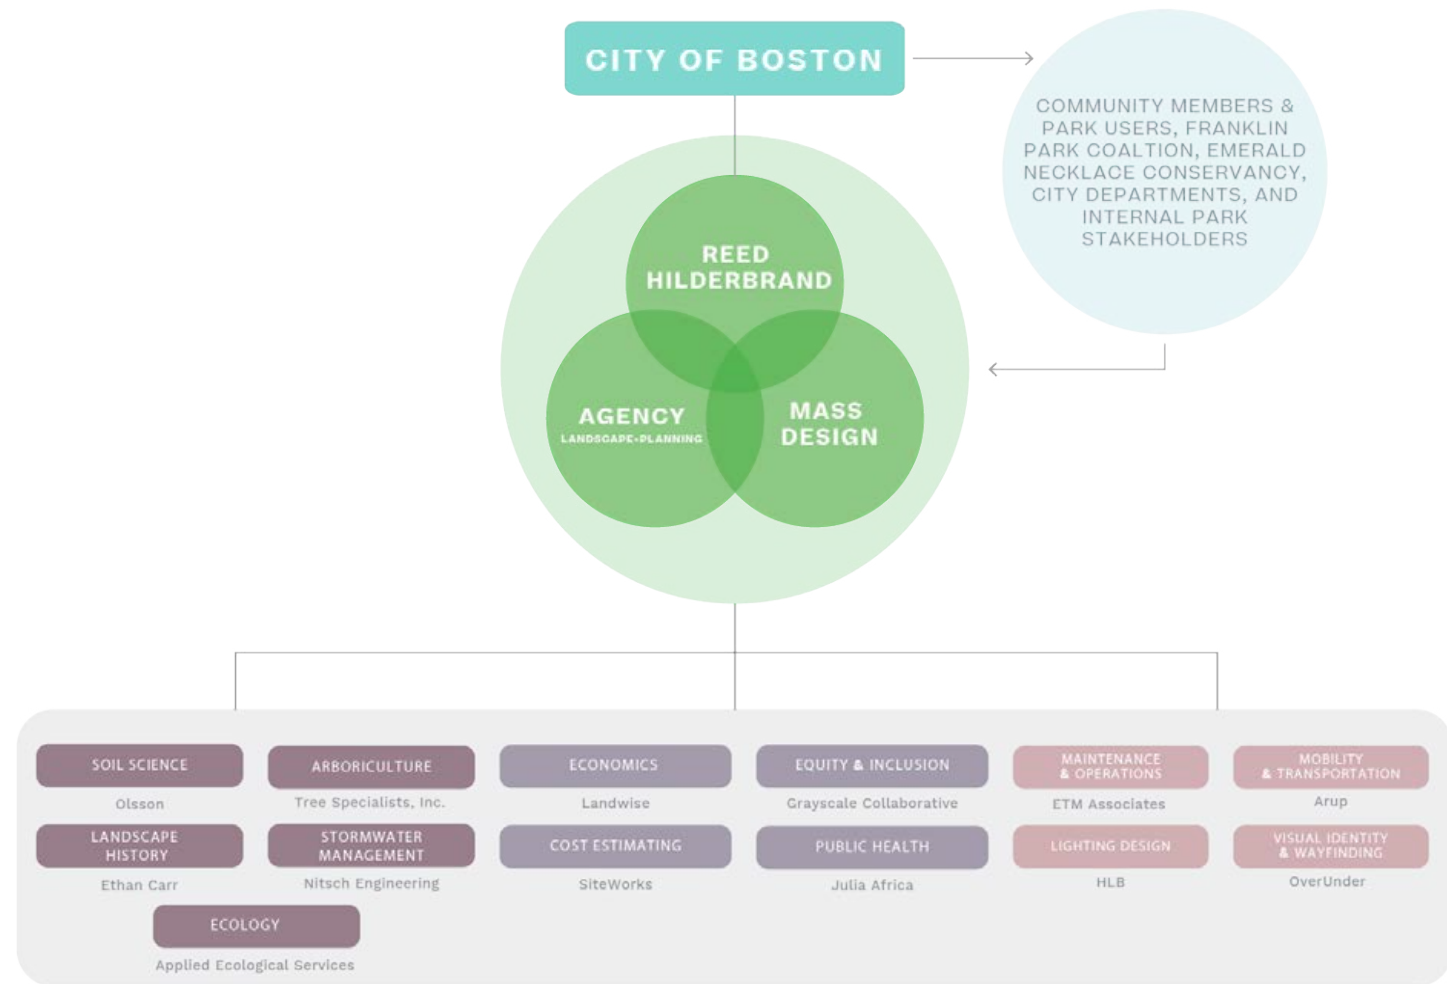 CITY OF BOSTON
COMMUNITY MEMBERS &
PARK USERS, FRANKLIN
PARK COALTION, EMERALD
NECKLACE CONSERVANCY,
CITY DEPARTMENTS, AND
INTERNAL PARK
STAKEHOLDERS
REED
HILDERBRAND
AGENCY
LANDSCAPE+PLANNING
MASS
DESIGN
SOIL SCIENCE
Olsson
ARBORICULTURE
Tree Specialists, Inc.
ECONOMICS
Landwise
EQUITY & INCLUSION
Grayscale Collaborative
MAINTENANCE
& OPERATIONS
ETM Associates
MOBILITY
& TRANSPORTATION
Arup
LANDSCAPE
HISTORY
Ethan Carr
STORMWATER
MANAGEMENT
Nitsch Engineering
COST ESTIMATING
SiteWorks
PUBLIC HEALTH
Julia Africa
LIGHTING DESIGN
HLB
VISUAL IDENTITY
& WAYFINDING
OverUnder
ECOLOGY
Applied Ecological Services